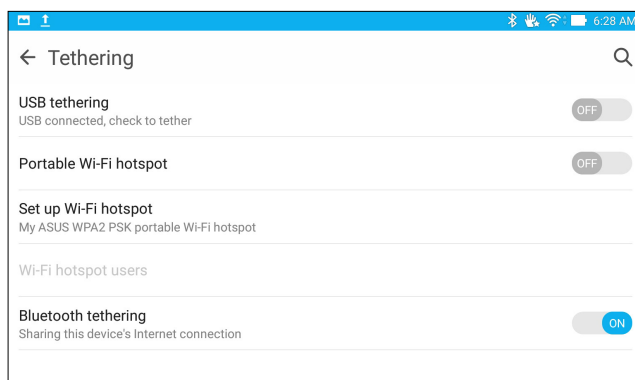 6:28 AM
Tethering
USB tethering
USB connected, check to tether
OFF
Portable Wi-Fi hotspot
OFF
Set up Wi-Fi hotspot
My ASUS WPA2 PSK portable Wi-Fi hotspot
Wi-Fi hotspot users
Bluetooth tethering
Sharing this device's Internet connection
ON